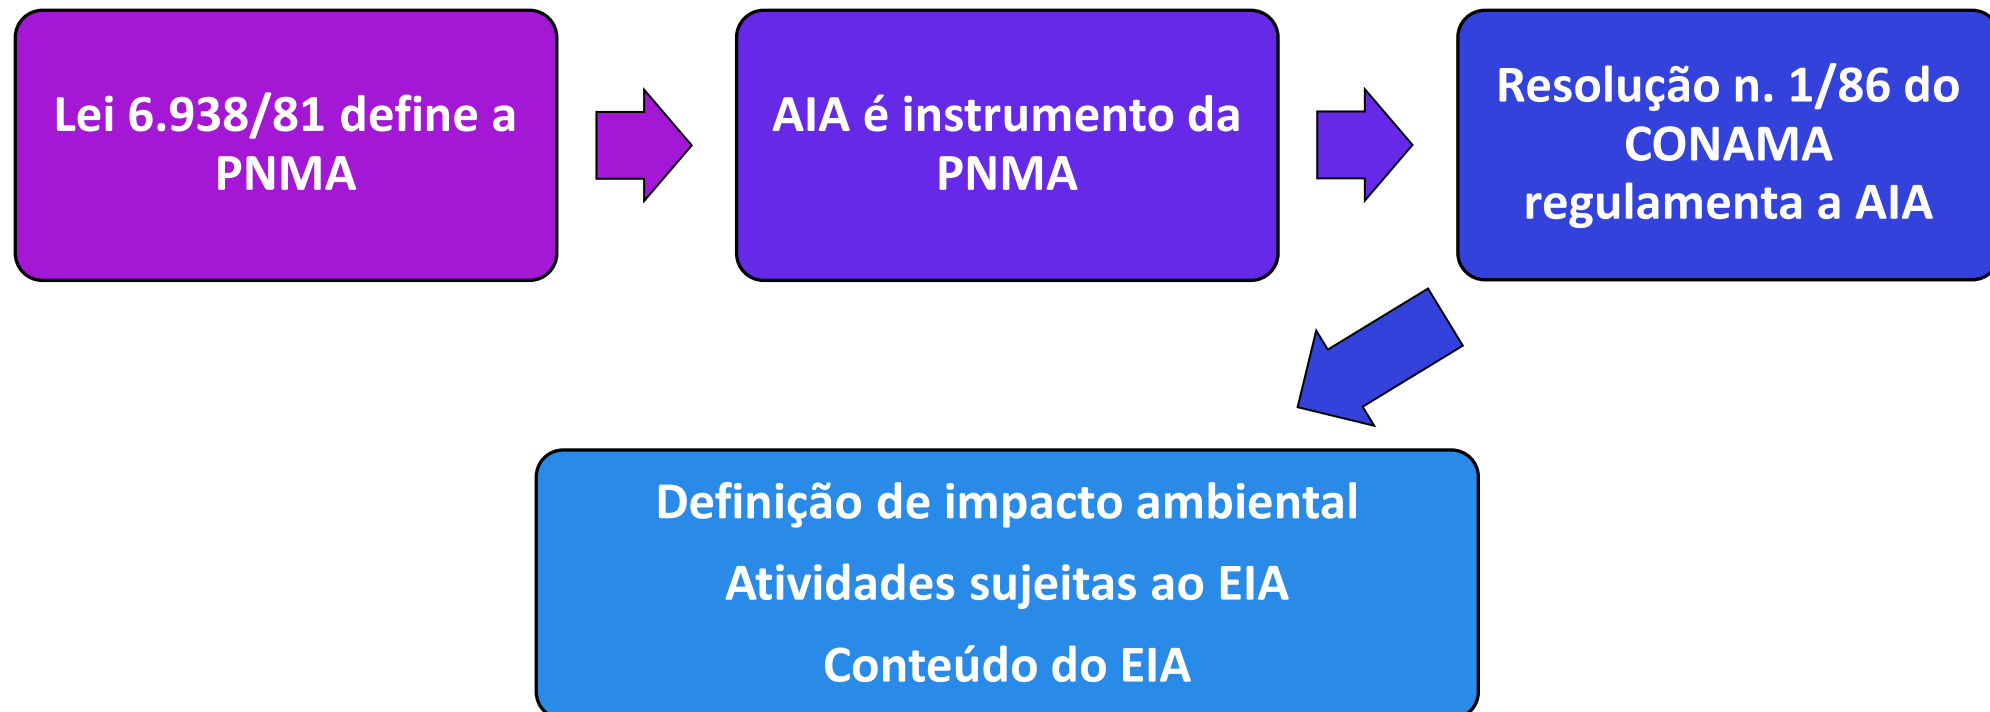 Lei 6.938/81 define a
PNMA
AIA é instrumento da
PNMA
Resolução n. 1/86 do
CONAMA
regulamenta a AIA
Definição de impacto ambiental
Atividades sujeitas ao EIA
Conteúdo do EIA